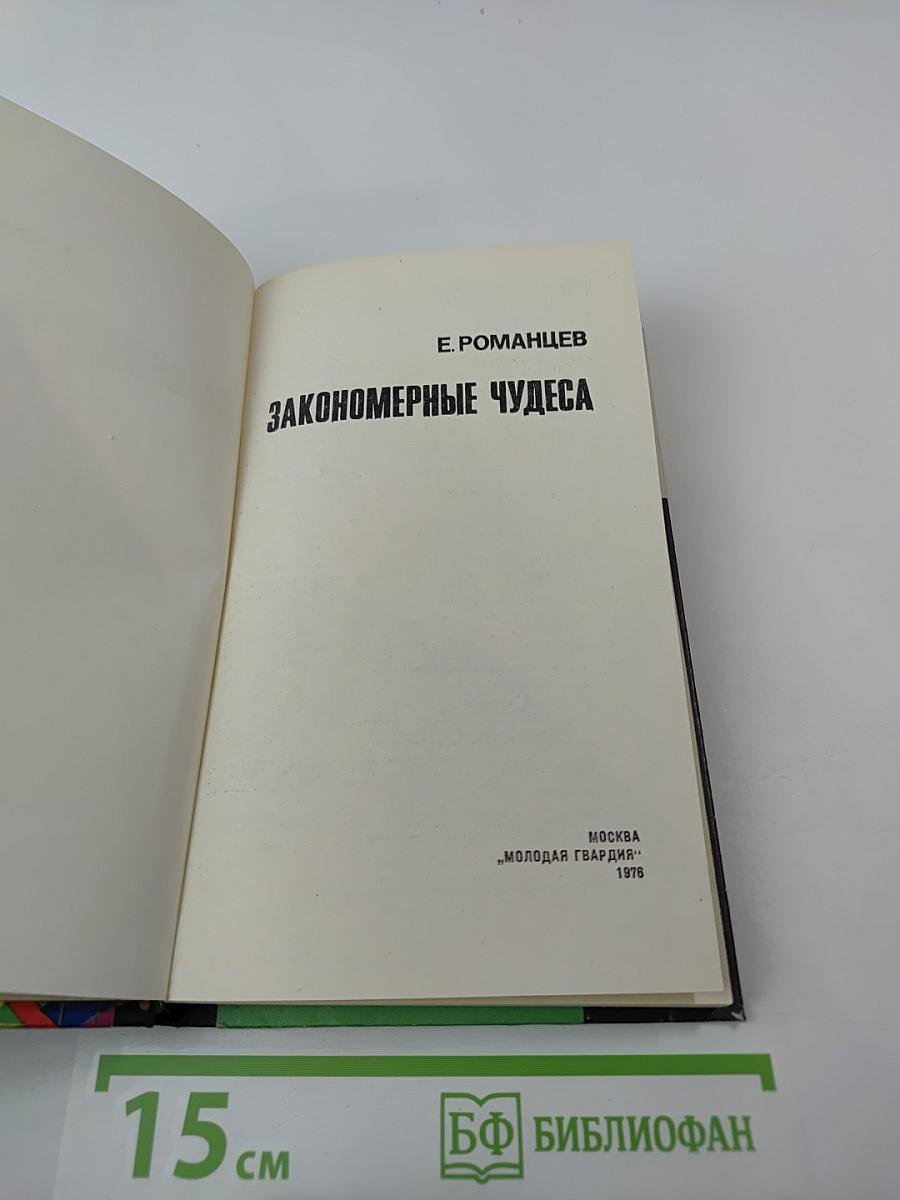 Е. РОМАНЦЕВ
ЗАКОНОМЕРНЫЕ ЧУДЕСА
МОСКВА
„МОЛОДАЯ ГВАРДИЯ“
1976
15 см
БФ БИБЛИОФАН